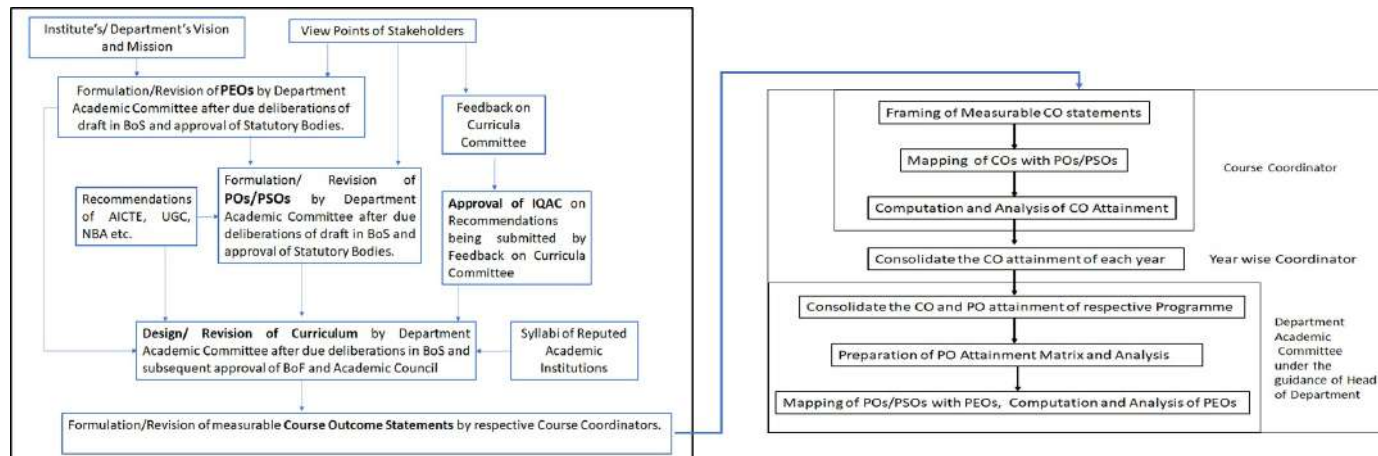 Institute's/ Department's Vision
and Mission
View Points of Stakeholders
Formulation/Revision of PEOs by Department
Academic Committee after due deliberations of
draft in BoS and approval of Statutory Bodies.
Feedback on
Curricula
Committee
Recommendations
of AICTE, UGC,
NBA etc.
Formulation/ Revision of
POs/PSOs by Department
Academic Committee after due
deliberations of draft in BoS and
approval of Statutory Bodies.
Approval of IQAC on
Recommendations
being submitted by
Feedback on Curricula
Committee
Design/ Revision of Curriculum by Department
Academic Committee after due deliberations in BoS and
subsequent approval of BoF and Academic Council
Syllabi of Reputed
Academic
Institutions
Formulation/Revision of measurable Course Outcome Statements by respective Course Coordinators.
Framing of Measurable CO statements
Mapping of COs with POs/PSOs
Computation and Analysis of CO Attainment
Course Coordinator
Consolidate the CO attainment of each year
Year wise Coordinator
Consolidate the CO and PO attainment of respective Programme
Preparation of PO Attainment Matrix and Analysis
Mapping of POs/PSOs with PEOs, Computation and Analysis of PEOs
Department
Academic
Committee
under the
guidance of Head
of Department